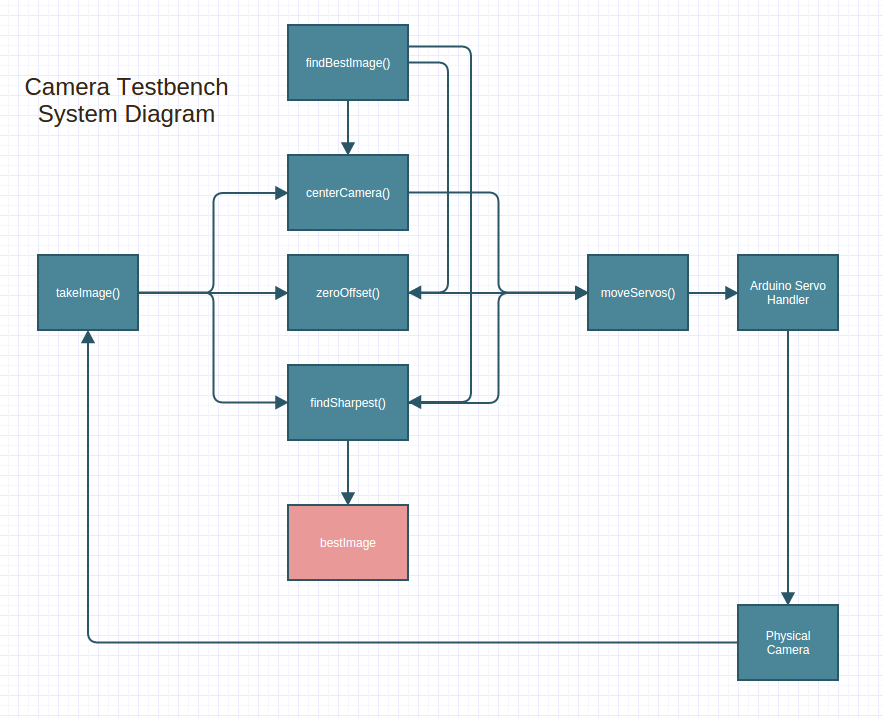 Camera Testbench
System Diagram
findBestImage()
centerCamera()
takeImage()
zeroOffset()
moveServos()
Arduino Servo
Handler
findSharpest()
bestImage
Physical
Camera